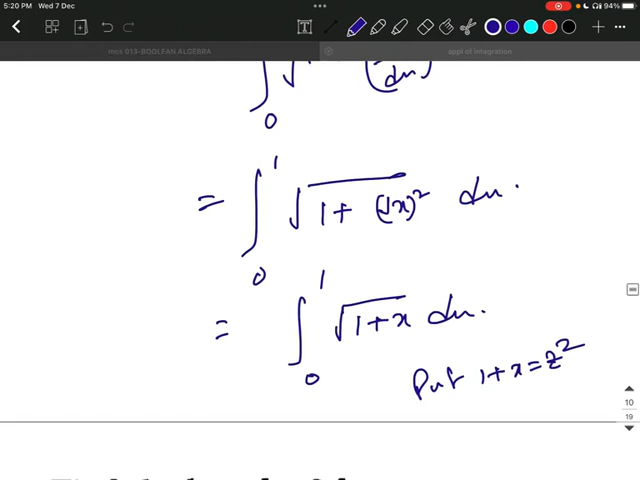 5:20 PM Wed 7 Dec
94%
mcs 013-BOOLEAN ALGEBRA
appl of integration
= ∫₀¹ √(1 + (√x)²) dx.
= ∫₀¹ √(1+x) dx.
Put 1+x=z²
10
19